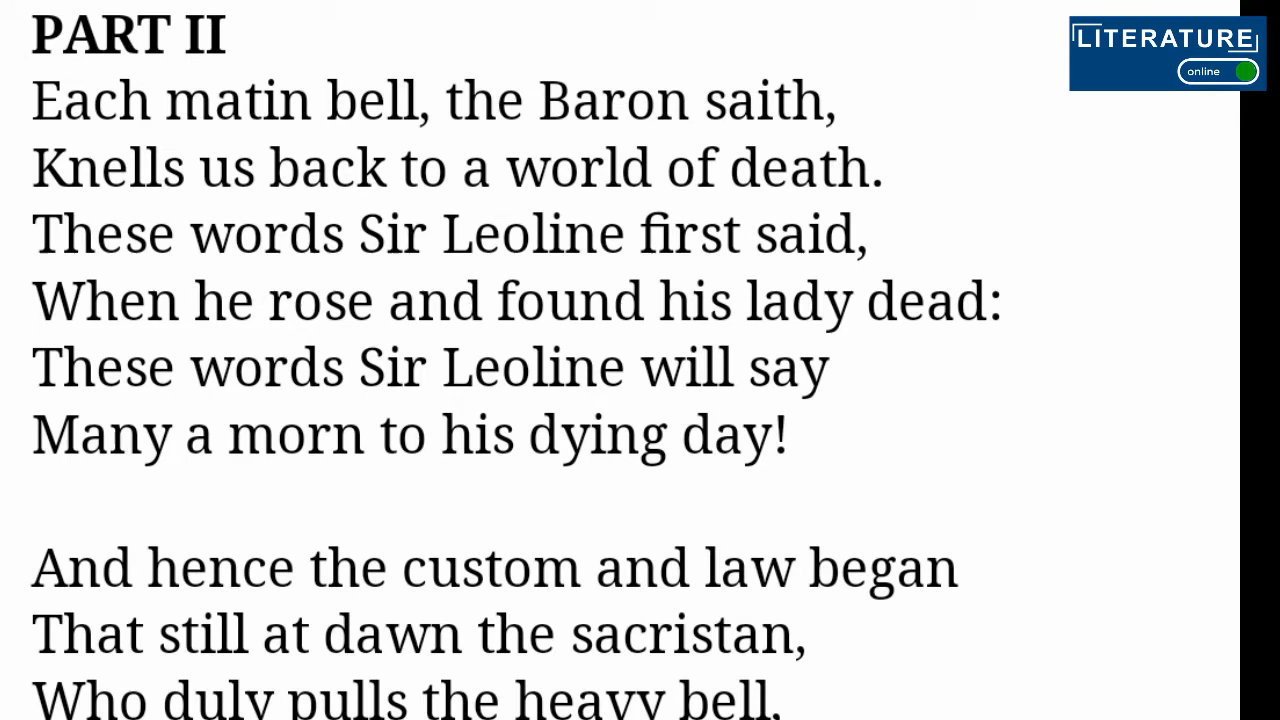 PART II
LITERATURE
online
Each matin bell, the Baron saith,
Knells us back to a world of death.
These words Sir Leoline first said,
When he rose and found his lady dead:
These words Sir Leoline will say
Many a morn to his dying day!
And hence the custom and law began
That still at dawn the sacristan,
Who duly pulls the heavy bell,